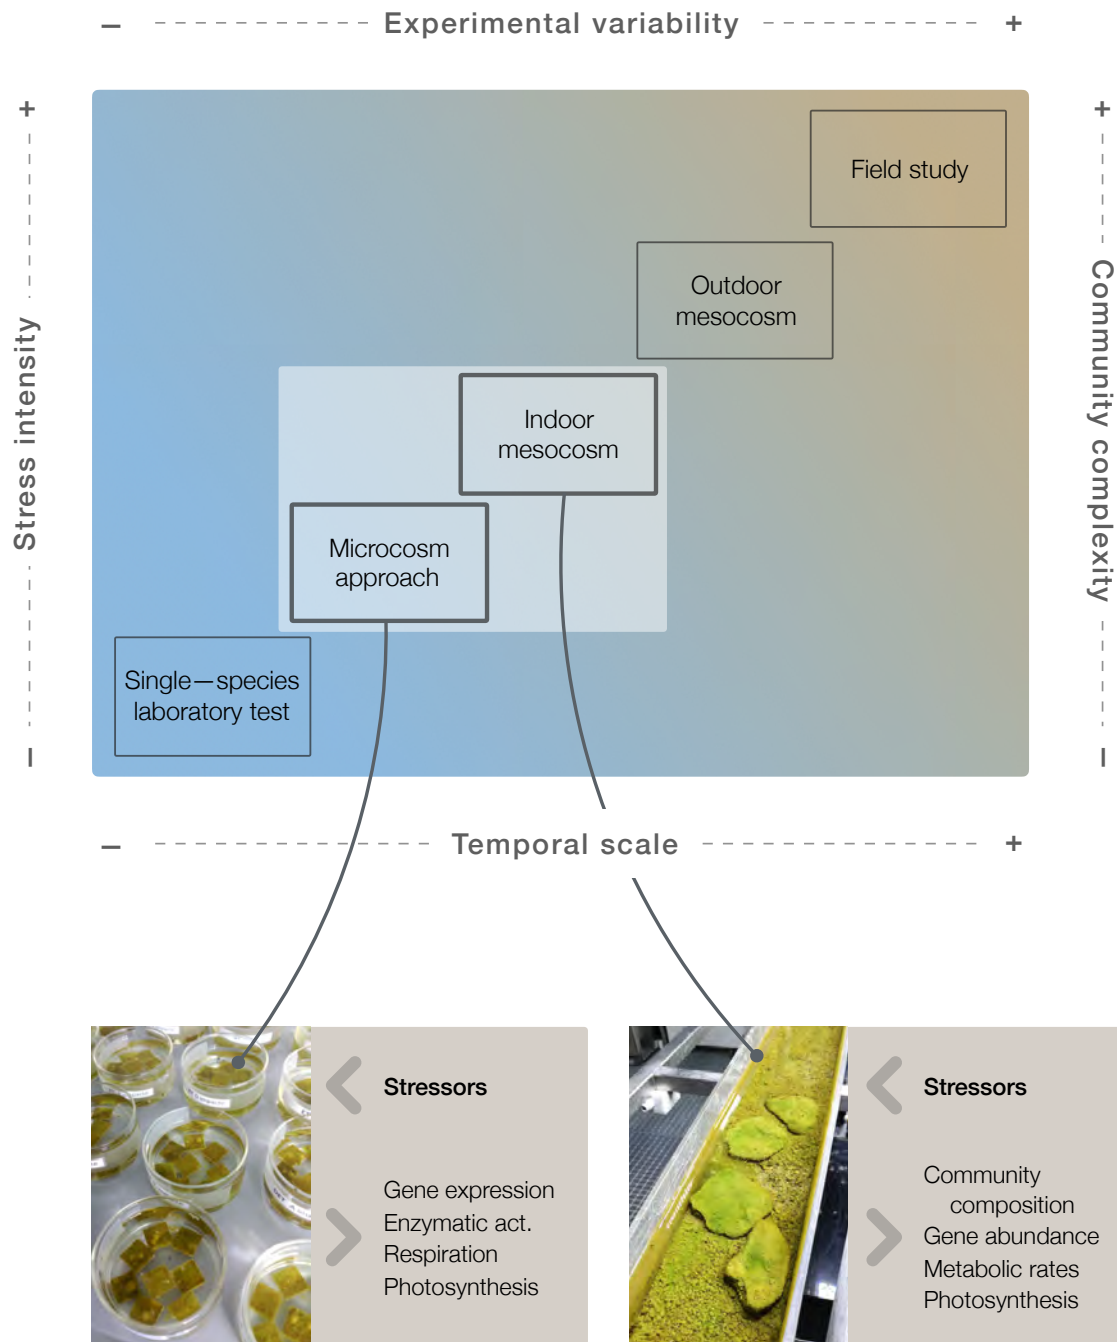 – Experimental variability +
+ Stress intensity –
+ Community complexity –
Field study
Outdoor
mesocosm
Indoor
mesocosm
Microcosm
approach
Single—species
laboratory test
– Temporal scale +
Stressors
Gene expression
Enzymatic act.
Respiration
Photosynthesis
Stressors
Community
composition
Gene abundance
Metabolic rates
Photosynthesis